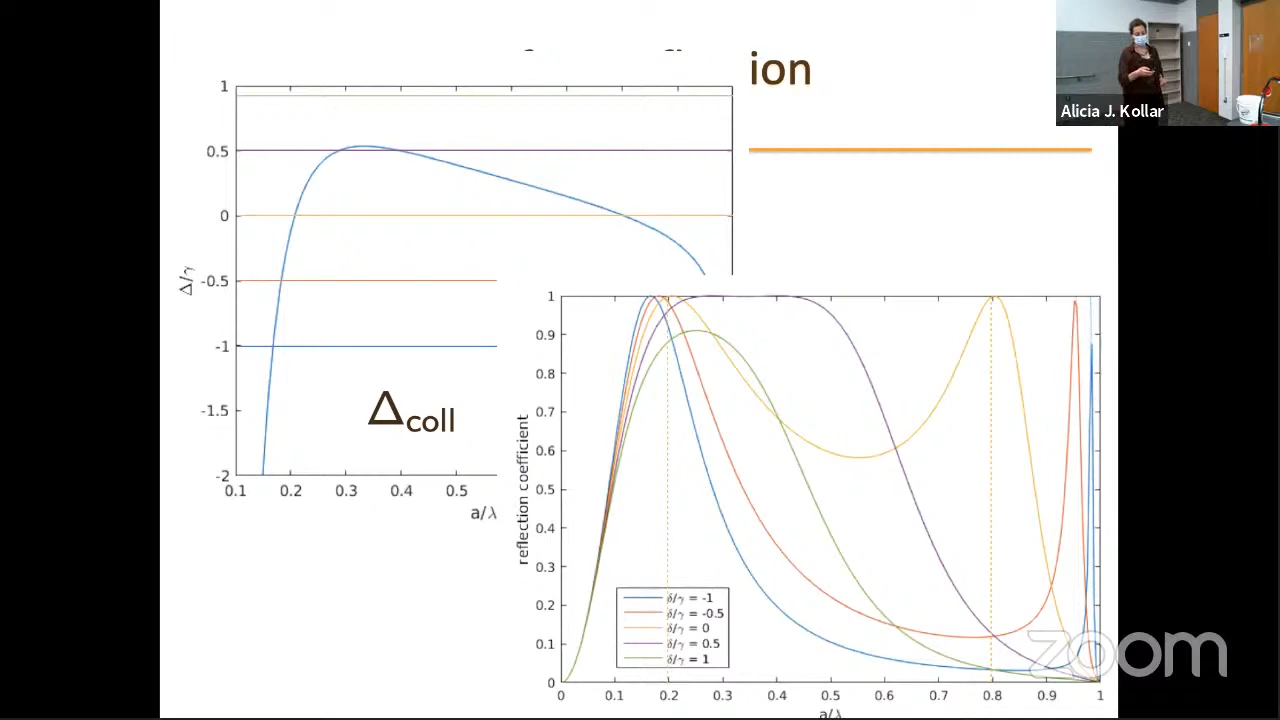 ion
Alicia J. Kollar
1
0.5
0
-0.5
-1
-1.5
-2
Δ/γ
0.1 0.2 0.3 0.4 0.5
a/λ
Δcoll
1
0.9
0.8
0.7
0.6
0.5
0.4
0.3
0.2
0.1
0
reflection coefficient
δ/γ = -1
δ/γ = -0.5
δ/γ = 0
δ/γ = 0.5
δ/γ = 1
0 0.1 0.2 0.3 0.4 0.5 0.6 0.7 0.8 0.9 1
a/λ
zoom